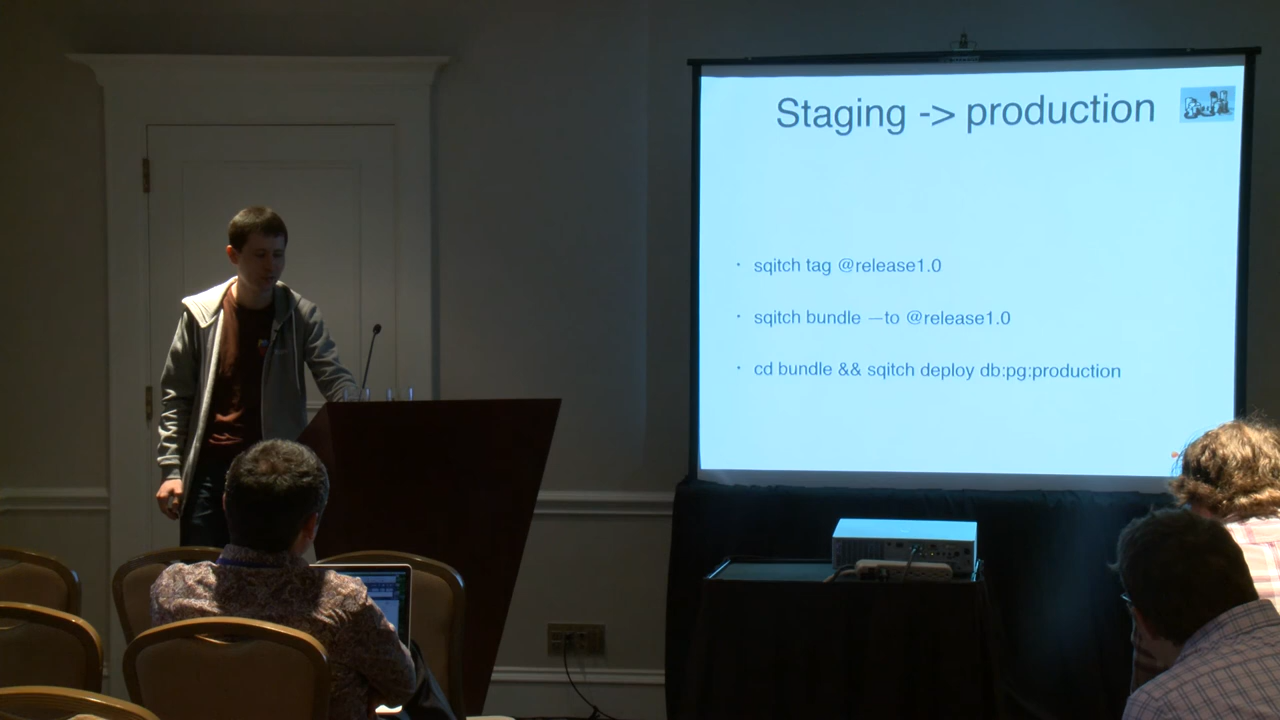 Staging -> production
· sqitch tag @release1.0
· sqitch bundle —to @release1.0
· cd bundle && sqitch deploy db:pg:production